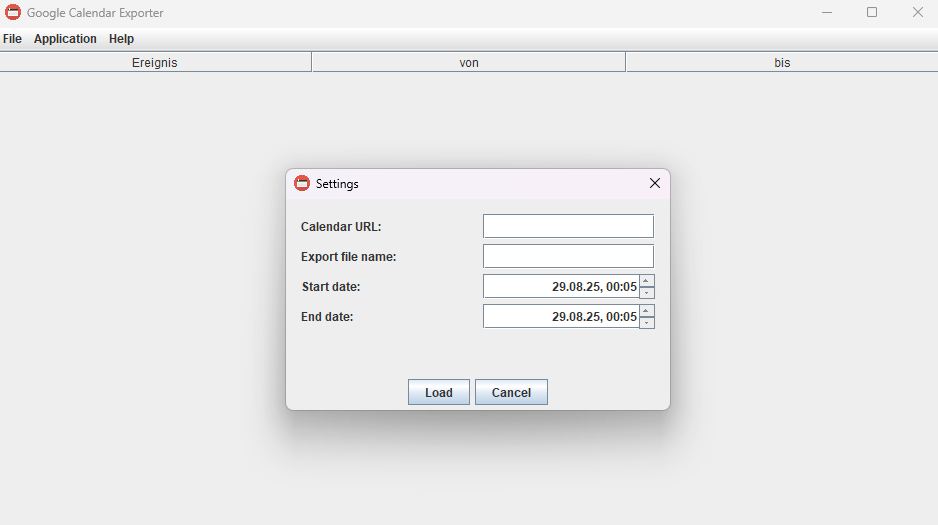 Google Calendar Exporter
File Application Help
Ereignis von bis
Settings
Calendar URL:
Export file name:
Start date: 29.08.25, 00:05
End date: 29.08.25, 00:05
Load Cancel